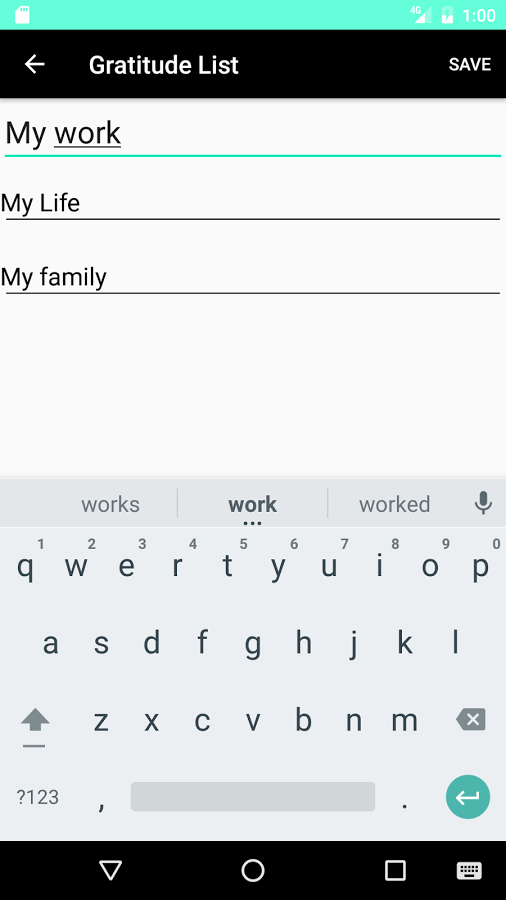 4G 1:00
Gratitude List SAVE
My work
My Life
My family
works work worked
1 2 3 4 5 6 7 8 9 0
q w e r t y u i o p
a s d f g h j k l
z x c v b n m
?123 , .